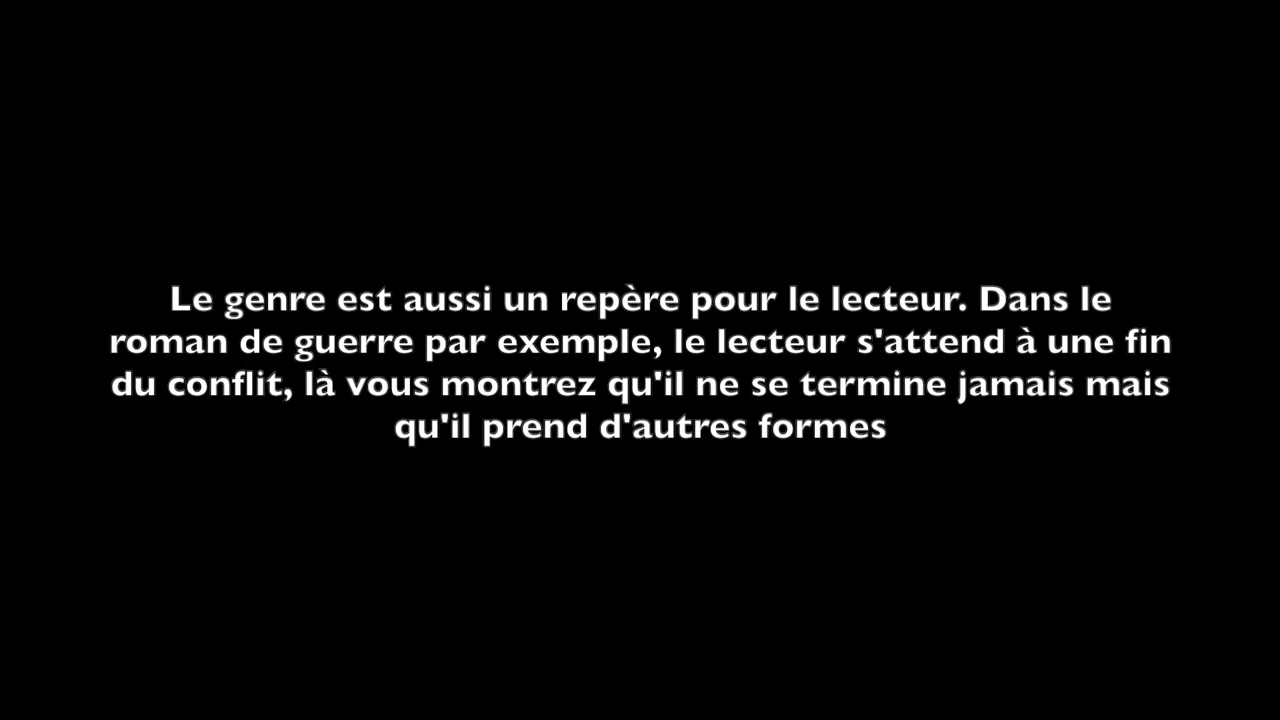 Le genre est aussi un repère pour le lecteur. Dans le
roman de guerre par exemple, le lecteur s'attend à une fin
du conflit, là vous montrez qu'il ne se termine jamais mais
qu'il prend d'autres formes